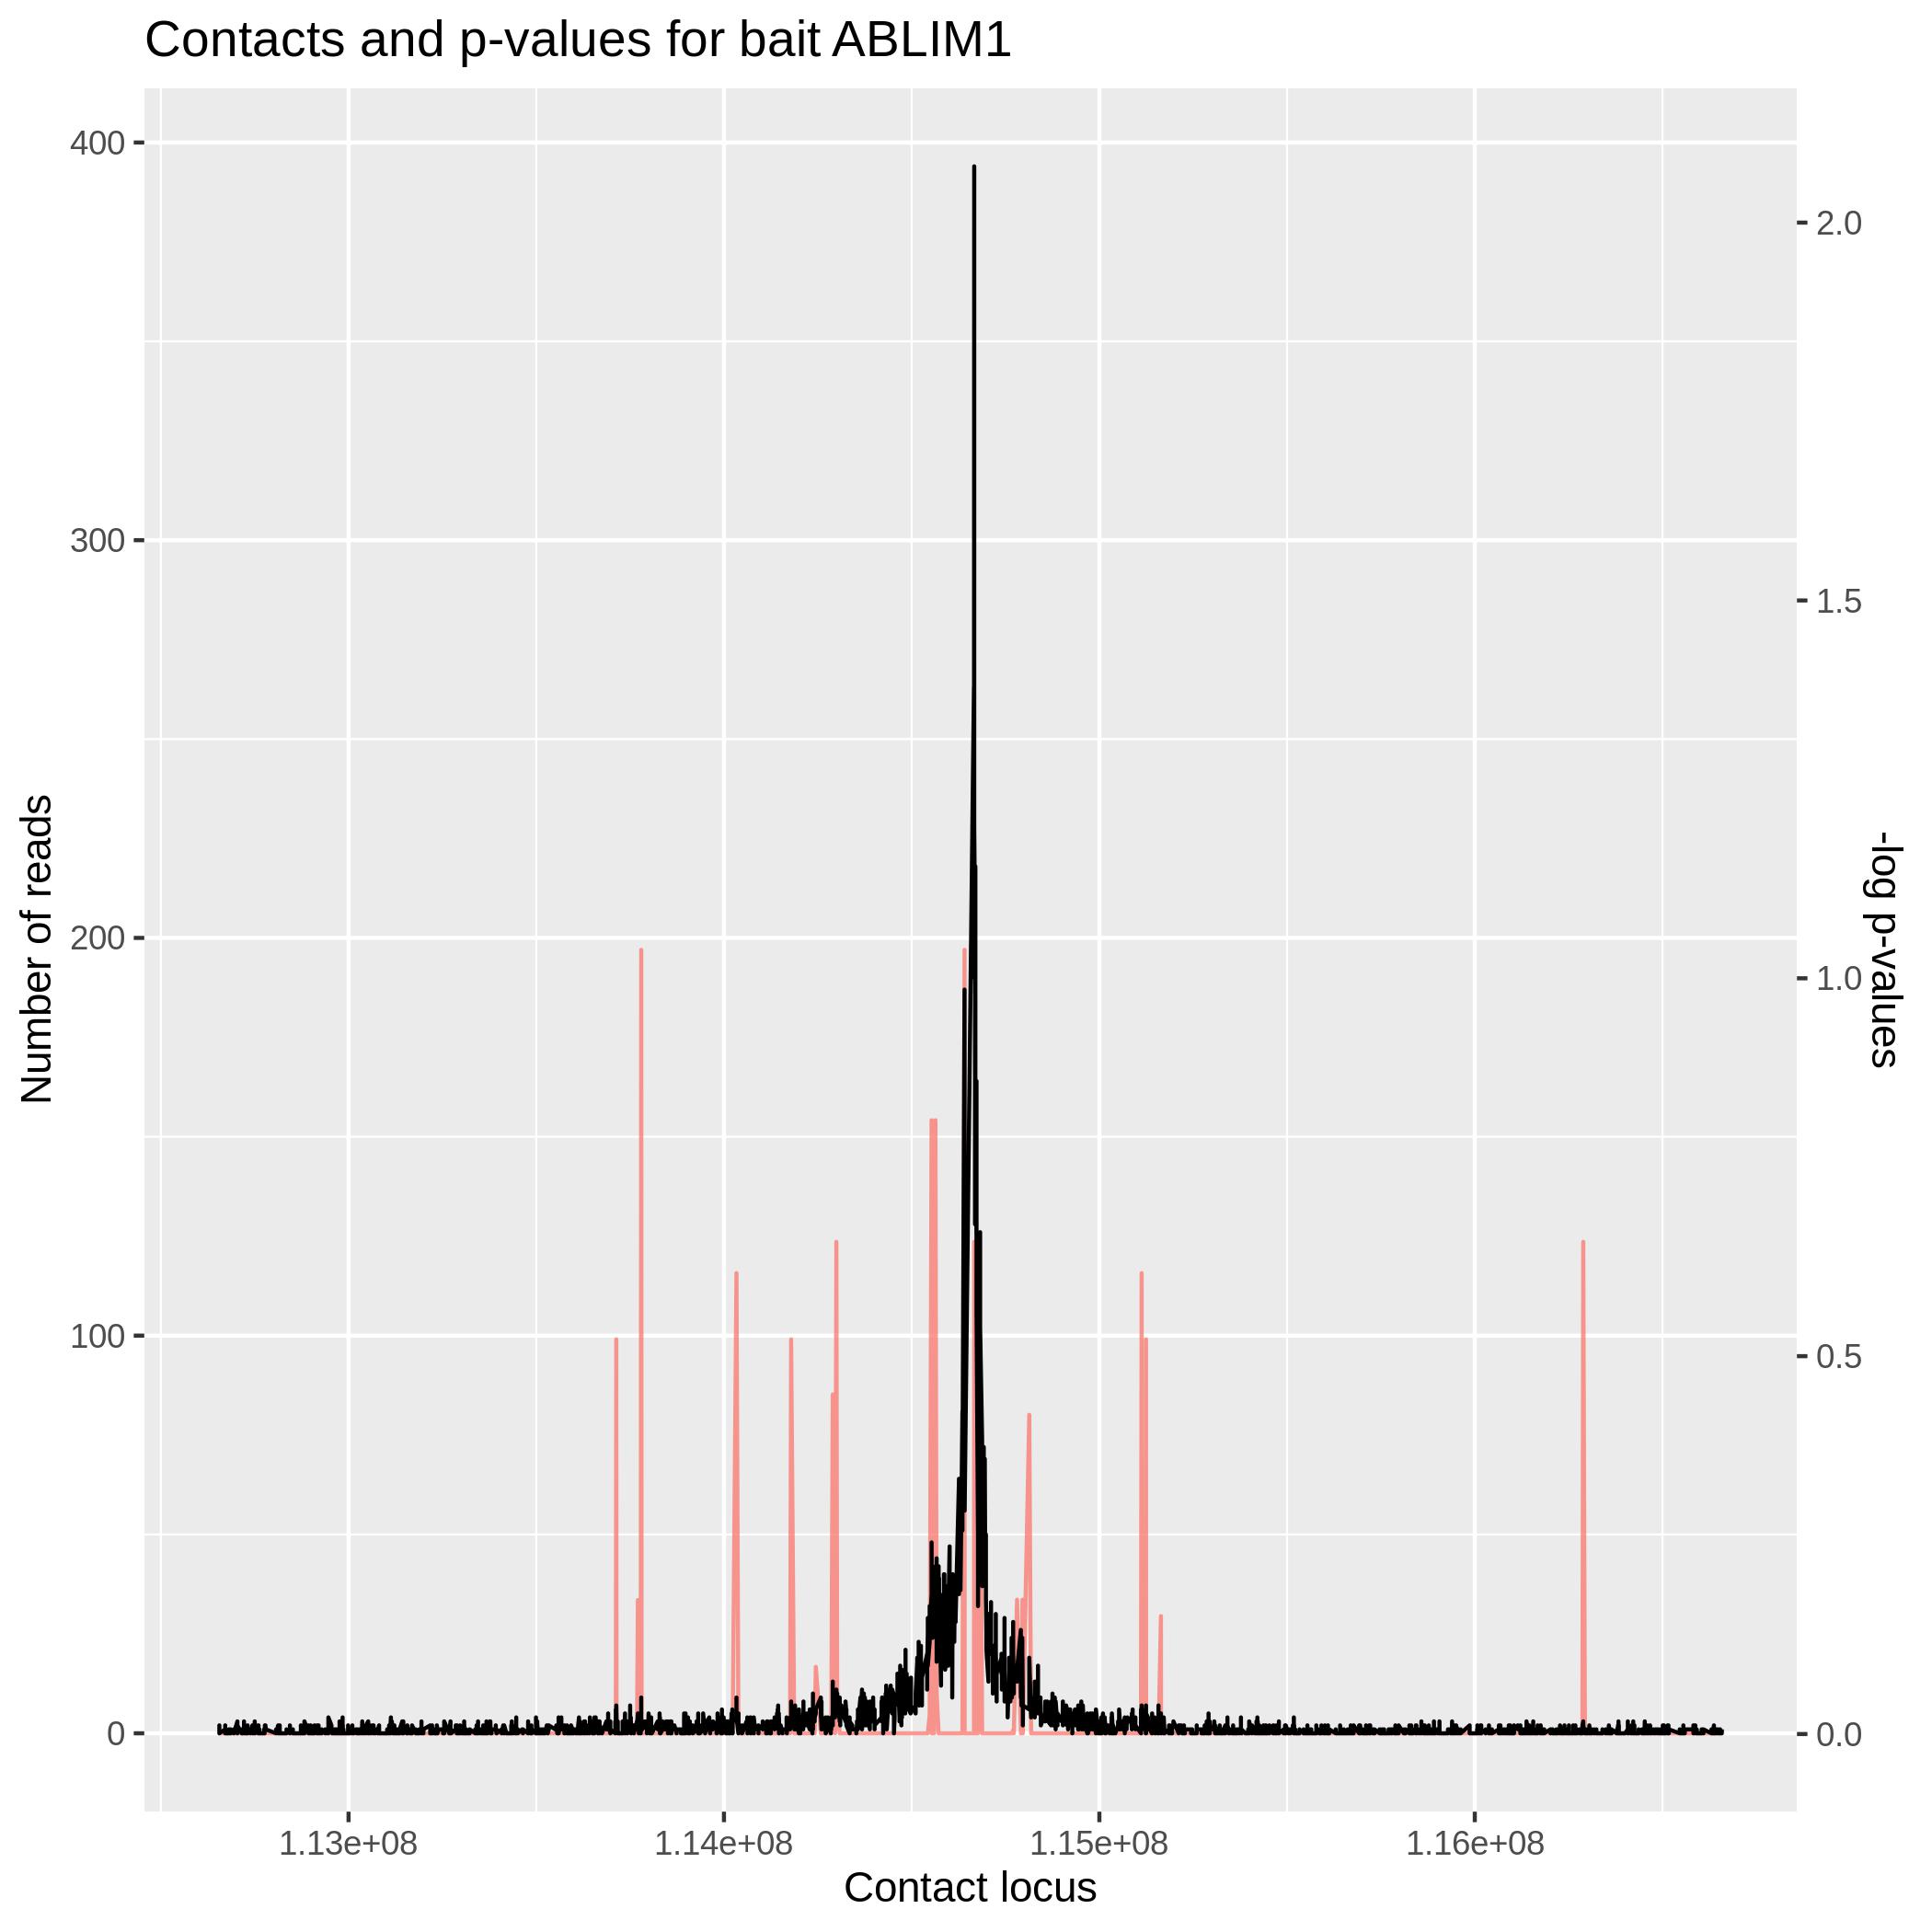 Contacts and p-values for bait ABLIM1
400
300
200
100
0
Number of reads
2.0
1.5
1.0
0.5
0.0
-log p-values
1.13e+08
1.14e+08
1.15e+08
1.16e+08
Contact locus